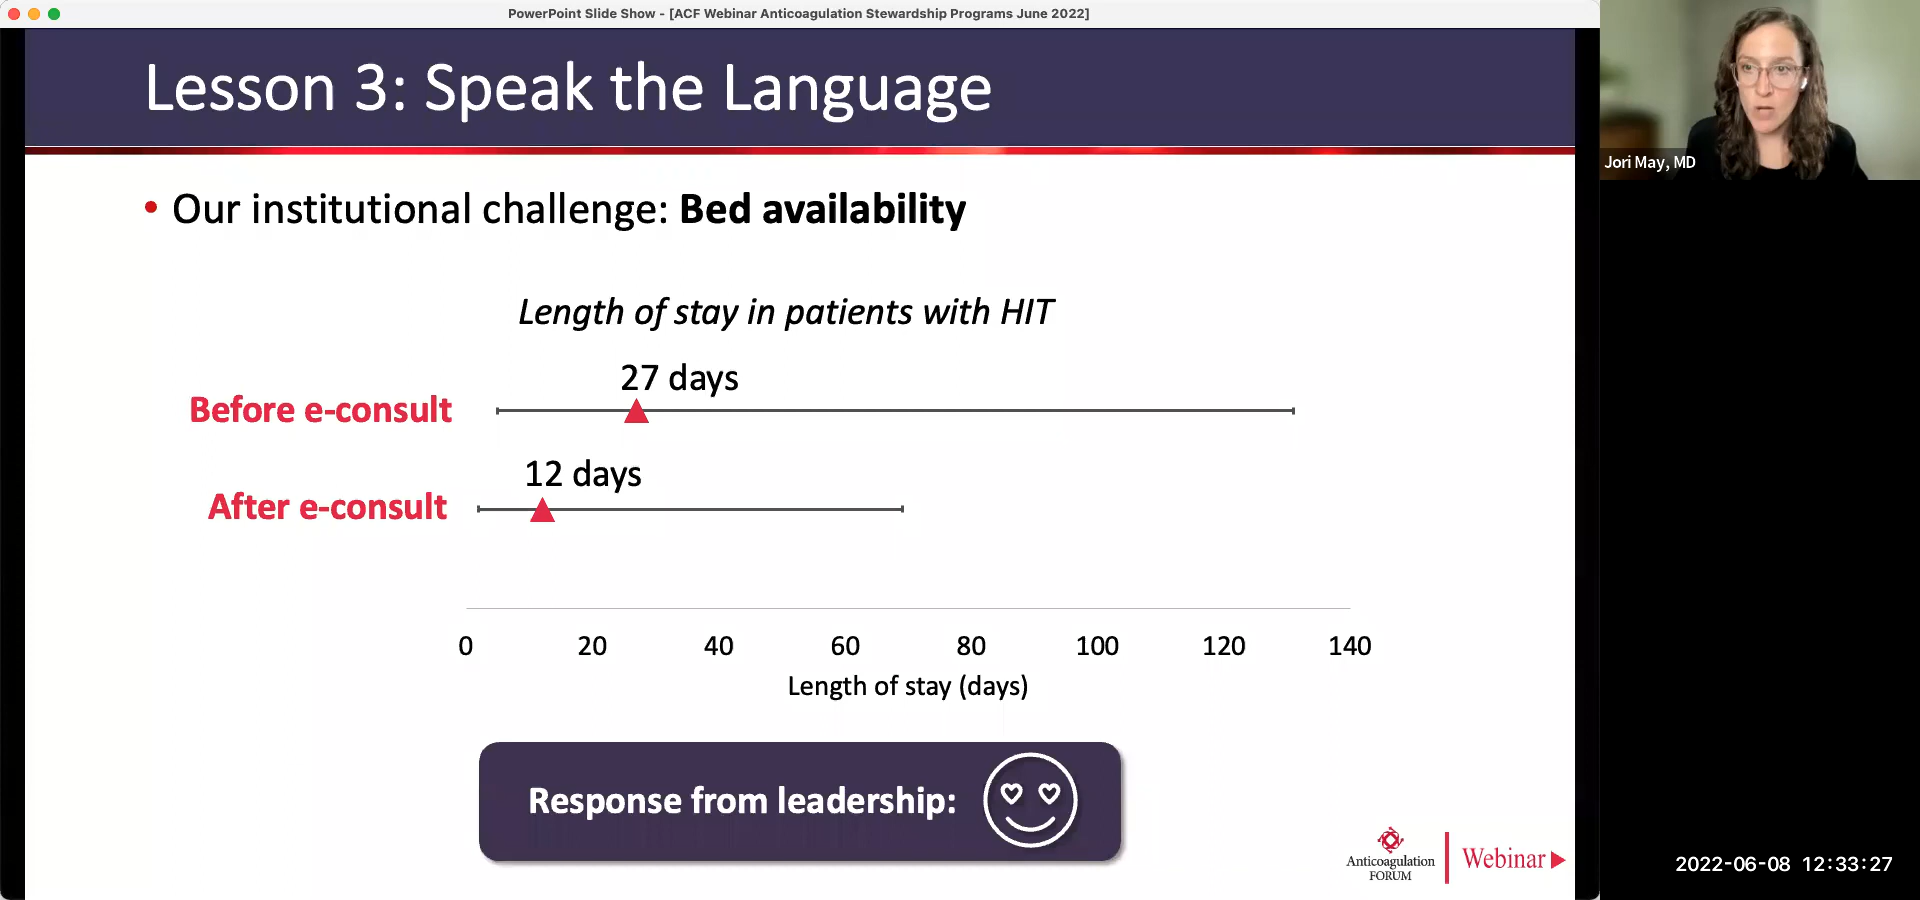 PowerPoint Slide Show - [ACF Webinar Anticoagulation Stewardship Programs June 2022]
Lesson 3: Speak the Language
Jori May, MD
• Our institutional challenge: Bed availability
Length of stay in patients with HIT
27 days
Before e-consult
12 days
After e-consult
0 20 40 60 80 100 120 140
Length of stay (days)
Response from leadership:
Anticoagulation
FORUM
Webinar
2022-06-08 12:33:27